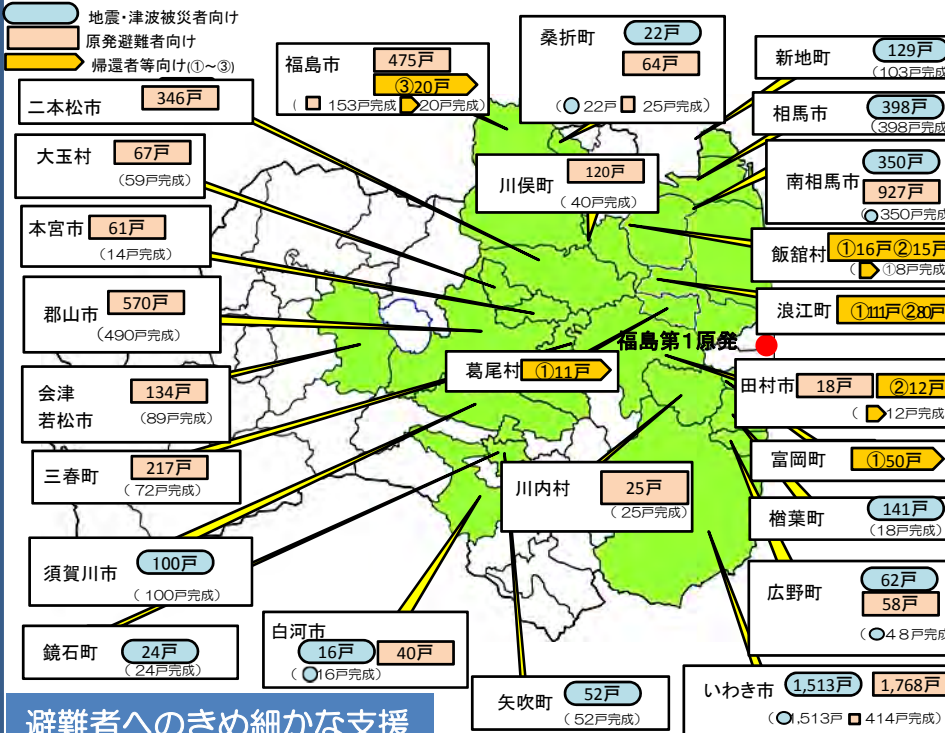 地震・津波被災者向け
原発避難者向け
帰還者等向け(①～③)
福島市
475戸
③20戸
( 153戸完成 20戸完成)
桑折町
22戸
64戸
( 22戸 25戸完成)
新地町
129戸
(103戸完成
二本松市
346戸
相馬市
398戸
(398戸完成
大玉村
67戸
(59戸完成)
川俣町
120戸
(40戸完成)
南相馬市
350戸
927戸
( 350戸完成
本宮市
61戸
(14戸完成)
飯舘村
①16戸②15戸
( ①8戸完成)
郡山市
570戸
(490戸完成)
浪江町
①111戸②80戸
福島第1原発
葛尾村
①11戸
田村市
18戸
②12戸
( 12戸完成)
会津
若松市
134戸
(89戸完成)
富岡町
①50戸
三春町
217戸
(72戸完成)
川内村
25戸
(25戸完成)
楢葉町
141戸
(18戸完成)
須賀川市
100戸
(100戸完成)
広野町
62戸
58戸
( 48戸完成
鏡石町
24戸
(24戸完成)
白河市
16戸
40戸
( 16戸完成)
矢吹町
52戸
(52戸完成)
いわき市
1,513戸
1,768戸
( 1,513戸 414戸完成)
避難者へのきめ細かな支援